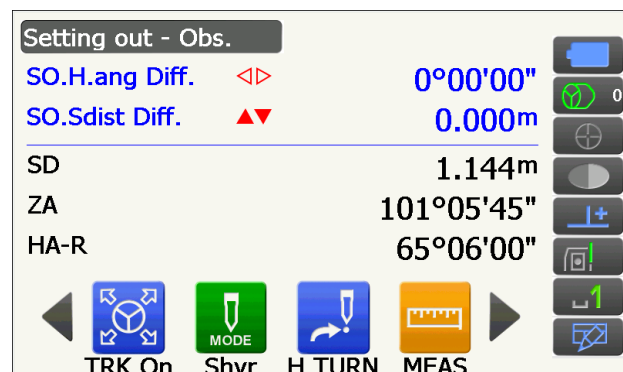 Setting out - Obs.
SO.H.ang Diff. 0°00'00"
SO.Sdist Diff. 0.000m
SD 1.144m
ZA 101°05'45"
HA-R 65°06'00"
0
1
MODE
TRK On Shvr H TURN MEAS